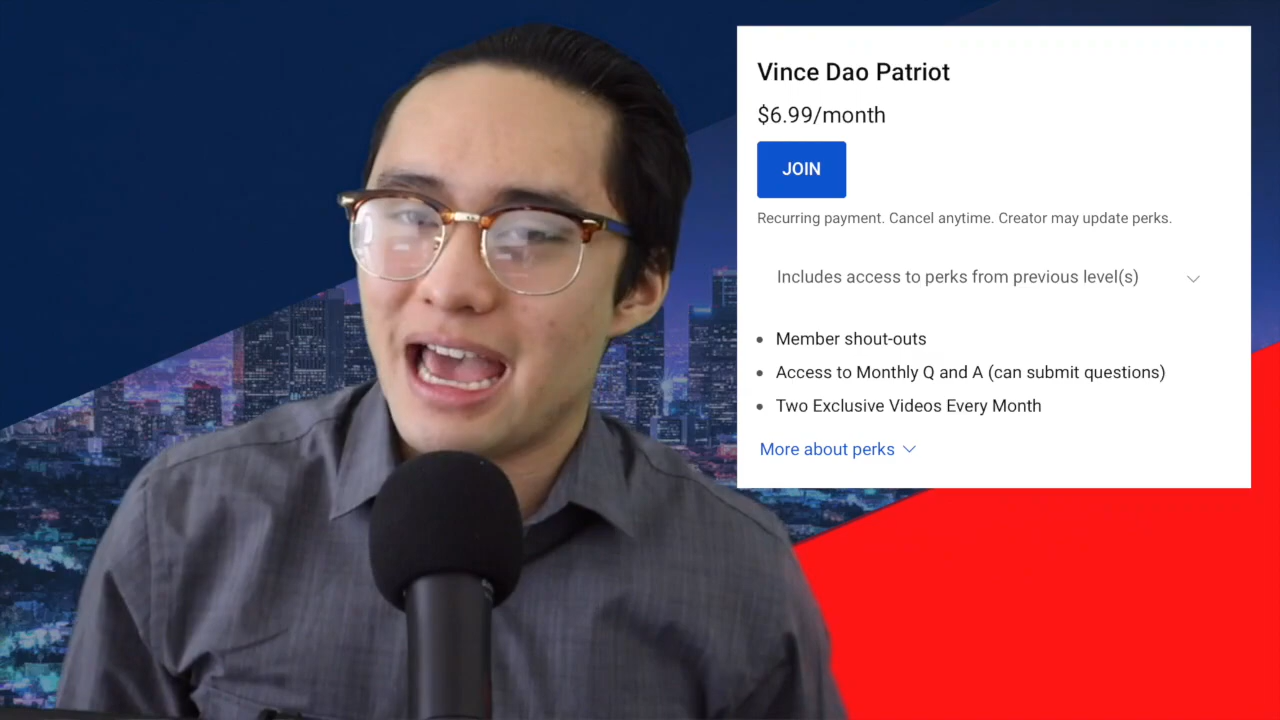 Vince Dao Patriot
$6.99/month
JOIN
Recurring payment. Cancel anytime. Creator may update perks.
Includes access to perks from previous level(s)
Member shout-outs
Access to Monthly Q and A (can submit questions)
Two Exclusive Videos Every Month
More about perks